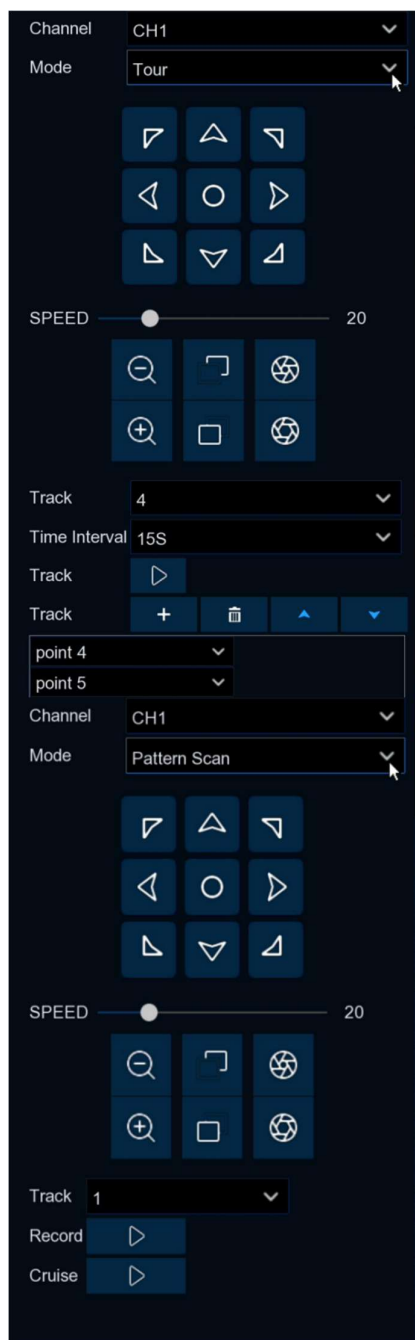 Channel CH1
Mode Tour
SPEED 20
Track 4
Time Interval 15S
Track
Track
point 4
point 5
Channel CH1
Mode Pattern Scan
SPEED 20
Track 1
Record
Cruise